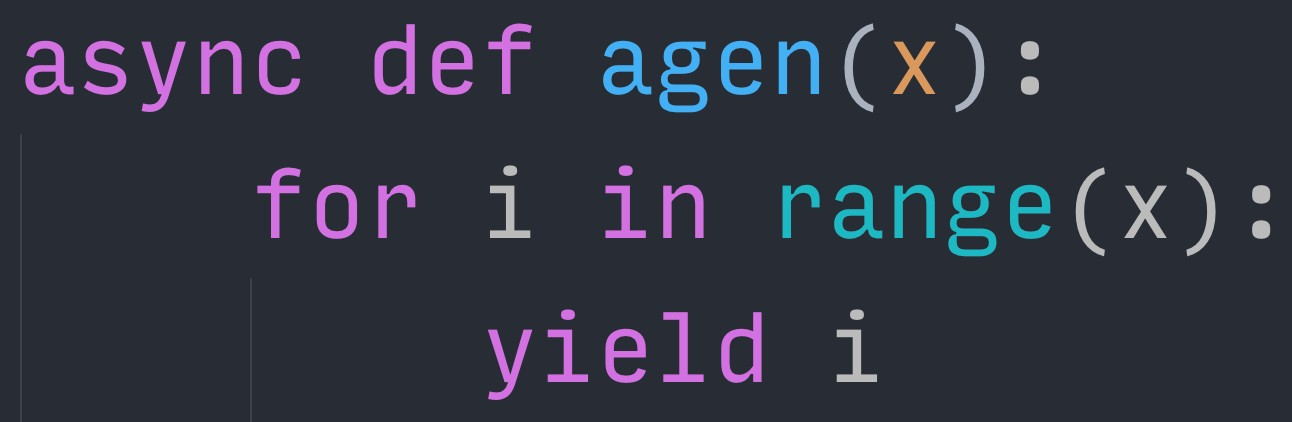 async def agen(x):
    for i in range(x):
        yield i